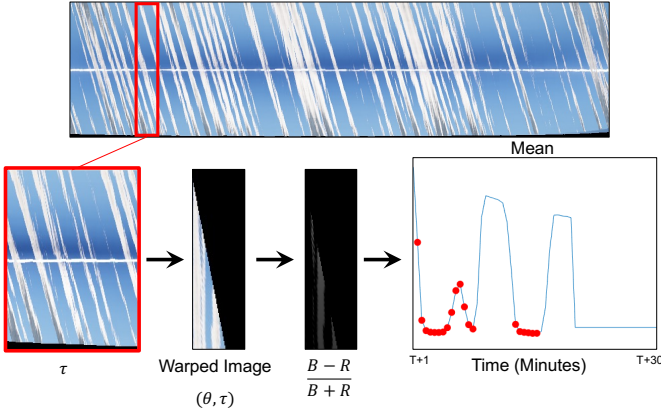 Mean
T+1
Time (Minutes)
T+30
τ
Warped Image
(θ, τ)
B − R
B + R